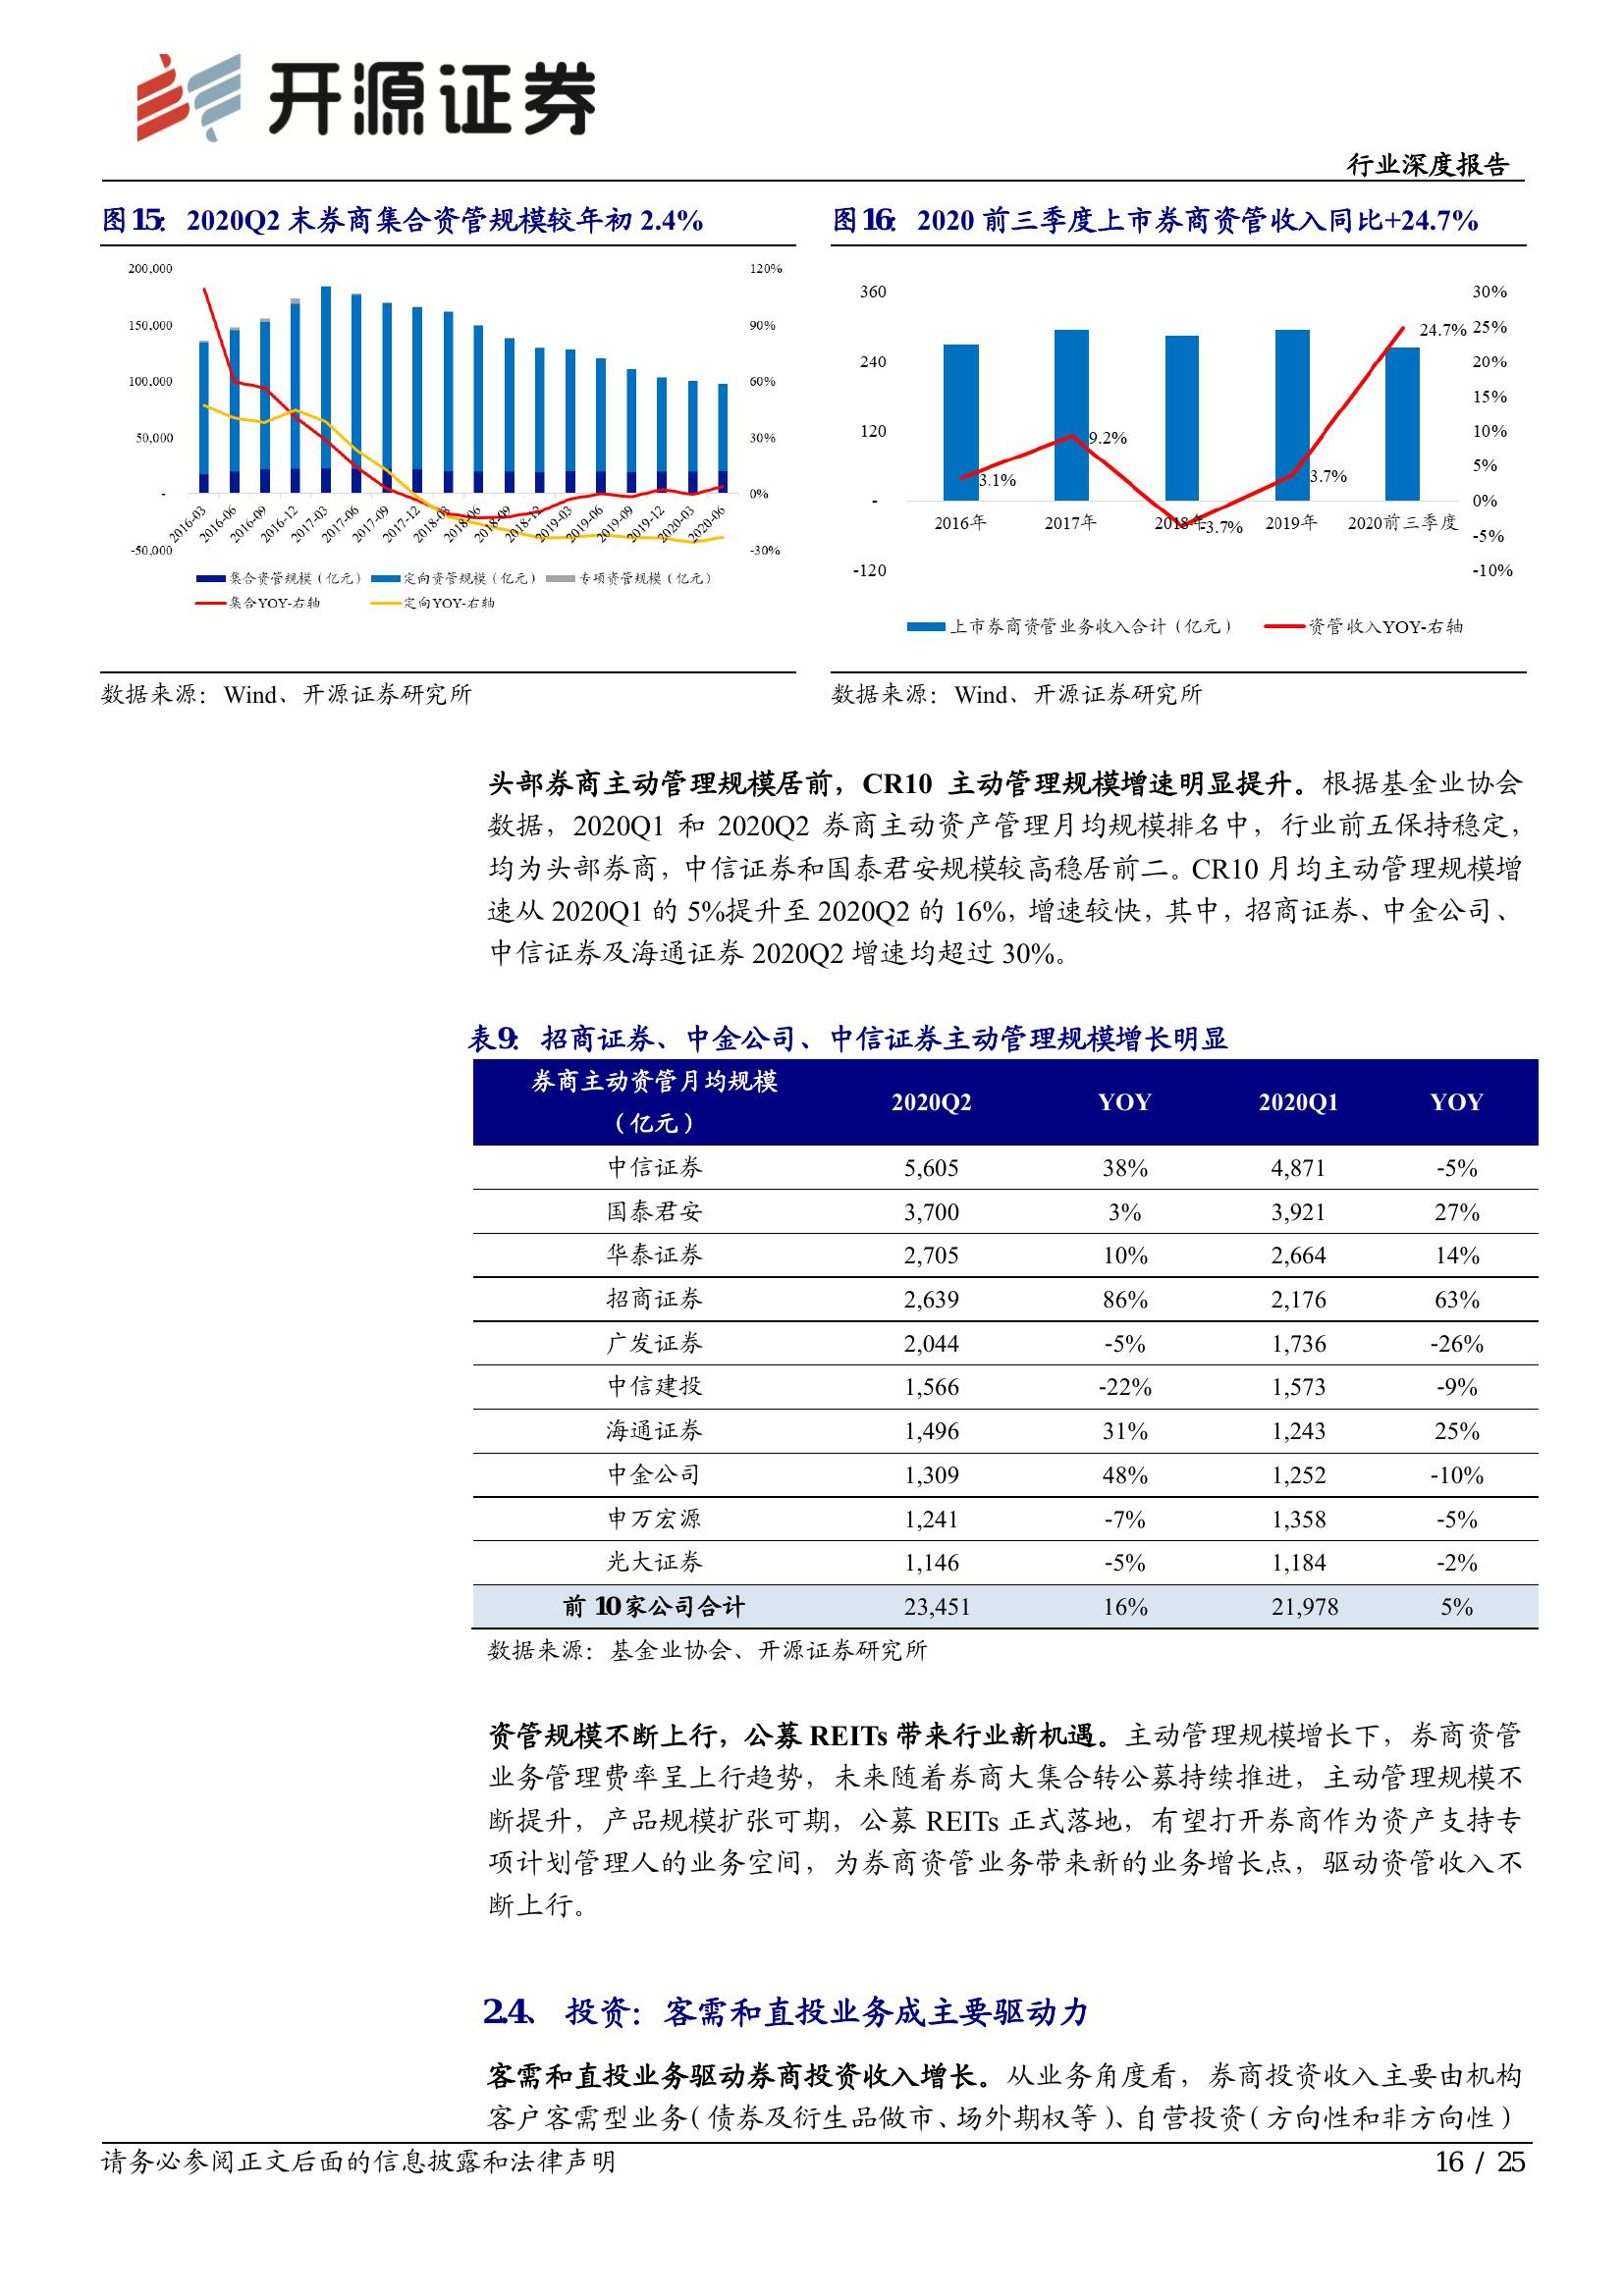 开源证券
行业深度报告
图15： 2020Q2 末券商集合资管规模较年初 2.4%
200,000
150,000
100,000
50,000
-
-50,000
120%
90%
60%
30%
0%
-30%
2016-03 2016-06 2016-09 2016-12 2017-03 2017-06 2017-09 2017-12 2018-03 2018-06 2018-09 2018-12 2019-03 2019-06 2019-09 2019-12 2020-03 2020-06
集合资管规模（亿元） 定向资管规模（亿元） 专项资管规模（亿元）
集合YOY-右轴 定向YOY-右轴
数据来源：Wind、开源证券研究所
图16： 2020 前三季度上市券商资管收入同比+24.7%
360
240
120
-
-120
30%
25%
20%
15%
10%
5%
0%
-5%
-10%
3.1%
9.2%
-3.7%
3.7%
24.7%
2016年 2017年 2018年 2019年 2020前三季度
上市券商资管业务收入合计（亿元） 资管收入YOY-右轴
数据来源：Wind、开源证券研究所
头部券商主动管理规模居前，CR10 主动管理规模增速明显提升。根据基金业协会
数据，2020Q1 和 2020Q2 券商主动资产管理月均规模排名中，行业前五保持稳定，
均为头部券商，中信证券和国泰君安规模较高稳居前二。CR10 月均主动管理规模增
速从 2020Q1 的 5%提升至 2020Q2 的 16%，增速较快，其中，招商证券、中金公司、
中信证券及海通证券 2020Q2 增速均超过 30%。
表9： 招商证券、中金公司、中信证券主动管理规模增长明显
券商主动资管月均规模
（亿元） 2020Q2 YOY 2020Q1 YOY
中信证券 5,605 38% 4,871 -5%
国泰君安 3,700 3% 3,921 27%
华泰证券 2,705 10% 2,664 14%
招商证券 2,639 86% 2,176 63%
广发证券 2,044 -5% 1,736 -26%
中信建投 1,566 -22% 1,573 -9%
海通证券 1,496 31% 1,243 25%
中金公司 1,309 48% 1,252 -10%
申万宏源 1,241 -7% 1,358 -5%
光大证券 1,146 -5% 1,184 -2%
前 10 家公司合计 23,451 16% 21,978 5%
数据来源：基金业协会、开源证券研究所
资管规模不断上行，公募 REITs 带来行业新机遇。主动管理规模增长下，券商资管
业务管理费率呈上行趋势，未来随着券商大集合转公募持续推进，主动管理规模不
断提升，产品规模扩张可期，公募 REITs 正式落地，有望打开券商作为资产支持专
项计划管理人的业务空间，为券商资管业务带来新的业务增长点，驱动资管收入不
断上行。
2.4、 投资：客需和直投业务成主要驱动力
客需和直投业务驱动券商投资收入增长。从业务角度看，券商投资收入主要由机构
客户客需型业务（债券及衍生品做市、场外期权等）、自营投资（方向性和非方向性）
请务必参阅正文后面的信息披露和法律声明
16 / 25